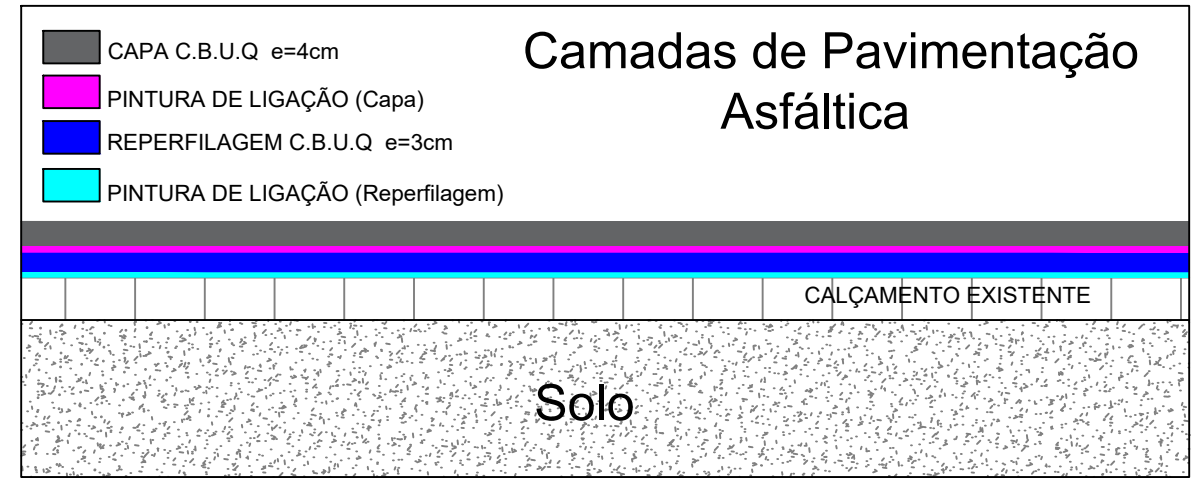 CAPA C.B.U.Q e=4cm
PINTURA DE LIGAÇÃO (Capa)
REPERFILAGEM C.B.U.Q e=3cm
PINTURA DE LIGAÇÃO (Reperfilagem)
Camadas de Pavimentação
Asfáltica
CALÇAMENTO EXISTENTE
Solo